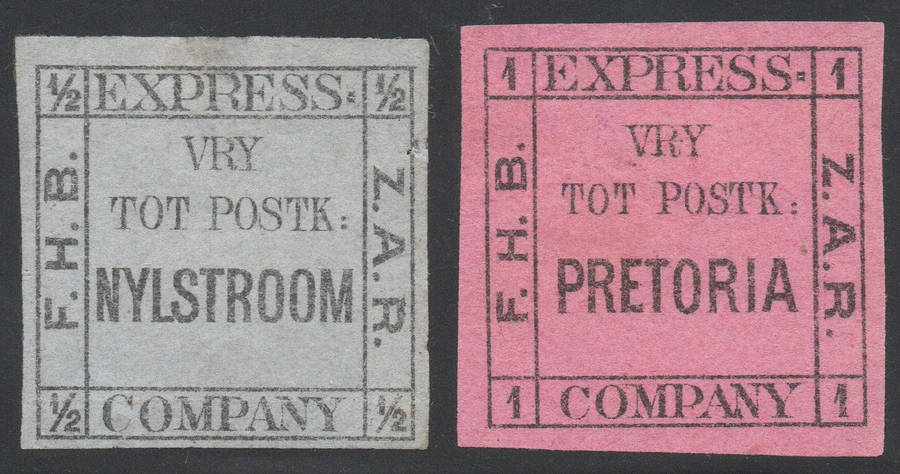 ½ EXPRESS: ½
VRY
TOT POSTK:
NYLSTROOM
F. H. B.
Z. A. R.
½ COMPANY ½
1 EXPRESS: 1
VRY
TOT POSTK:
PRETORIA
F. H. B.
Z. A. R.
1 COMPANY 1